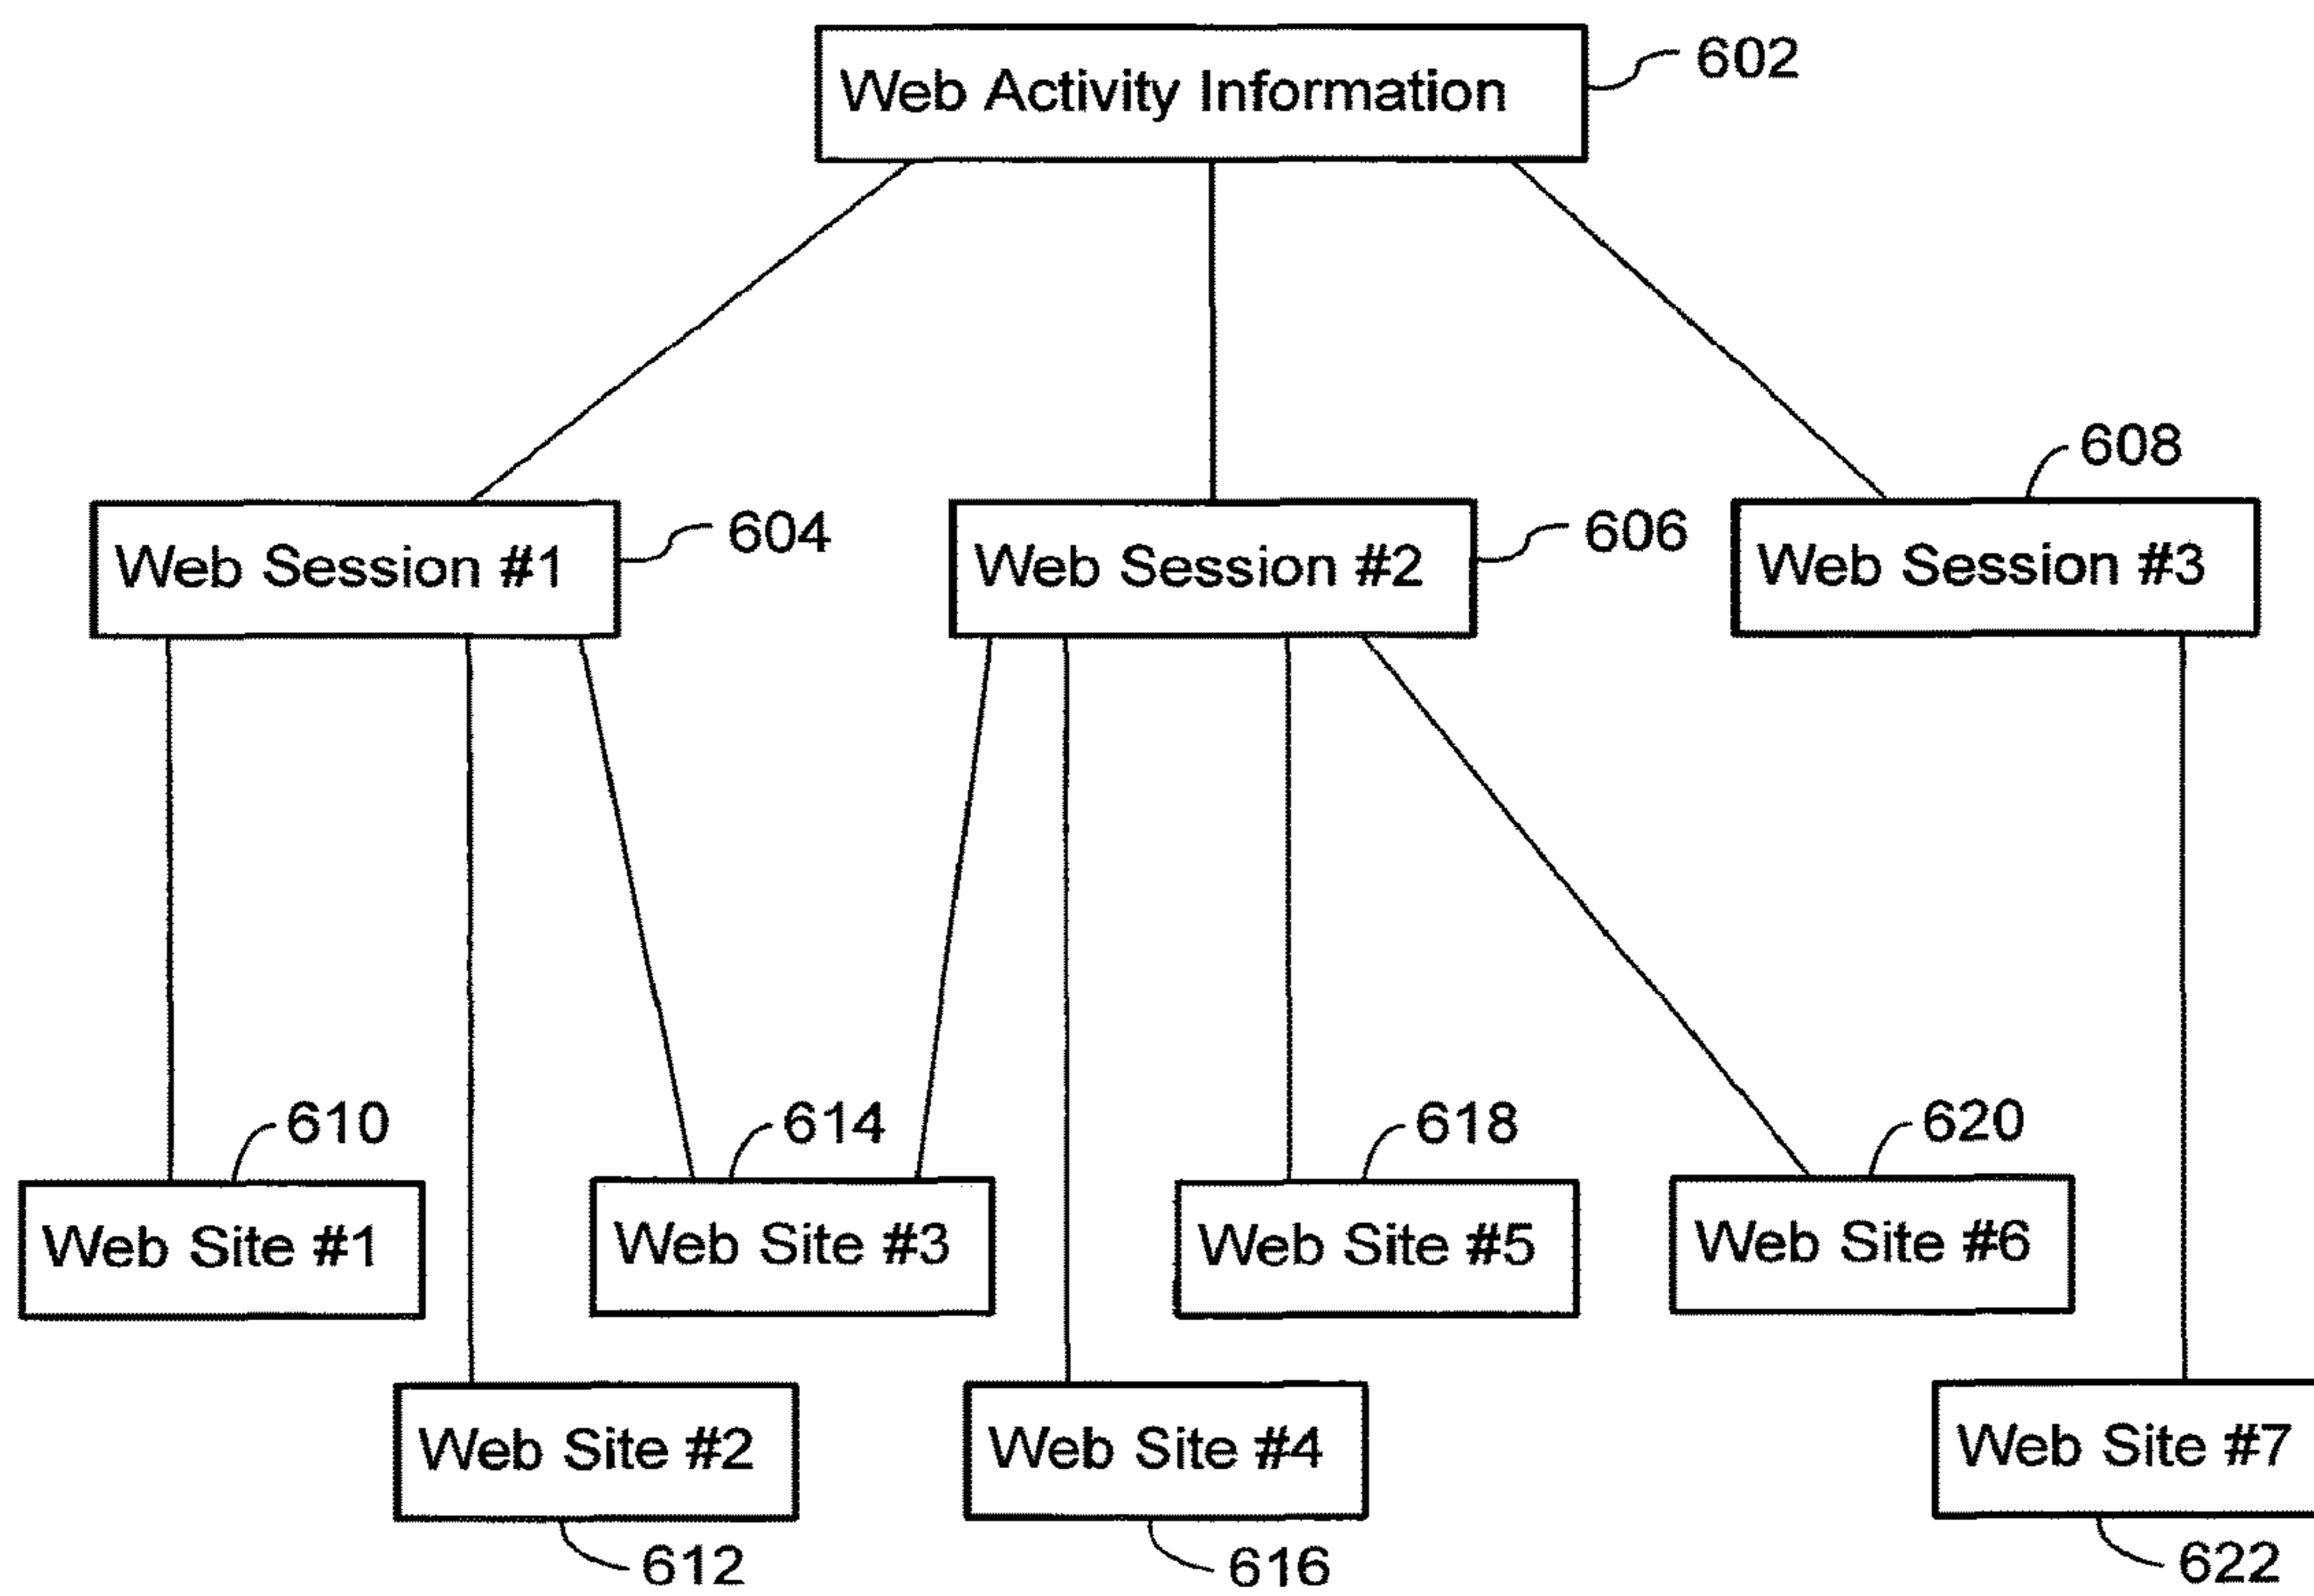 Web Activity Information
602
608
Web Session #1
604
Web Session #2
606
Web Session #3
610
614
618
620
Web Site #1
Web Site #3
Web Site #5
Web Site #6
Web Site #2
Web Site #4
Web Site #7
612
616
622